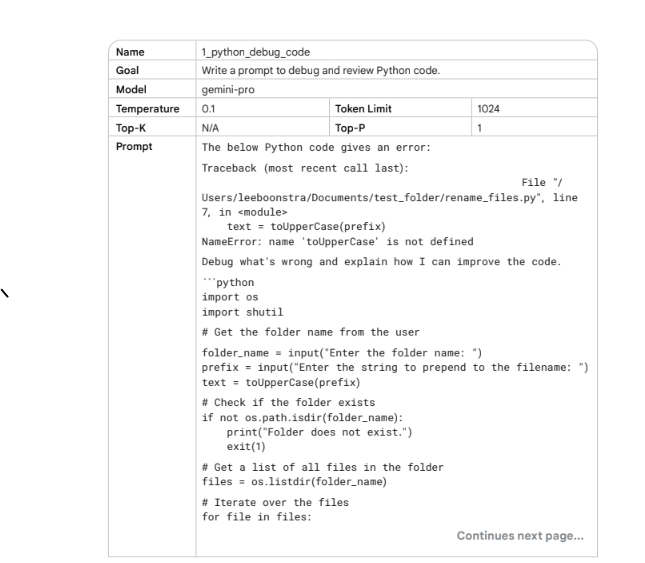 Name 1_python_debug_code
Goal Write a prompt to debug and review Python code.
Model gemini-pro
Temperature 0.1 Token Limit 1024
Top-K N/A Top-P 1
Prompt The below Python code gives an error:
Traceback (most recent call last):
File "/
Users/leeboonstra/Documents/test_folder/rename_files.py", line
7, in <module>
    text = toUpperCase(prefix)
NameError: name 'toUpperCase' is not defined
Debug what's wrong and explain how I can improve the code.
```python
import os
import shutil
# Get the folder name from the user
folder_name = input("Enter the folder name: ")
prefix = input("Enter the string to prepend to the filename: ")
text = toUpperCase(prefix)
# Check if the folder exists
if not os.path.isdir(folder_name):
    print("Folder does not exist.")
    exit(1)
# Get a list of all files in the folder
files = os.listdir(folder_name)
# Iterate over the files
for file in files:
Continues next page...